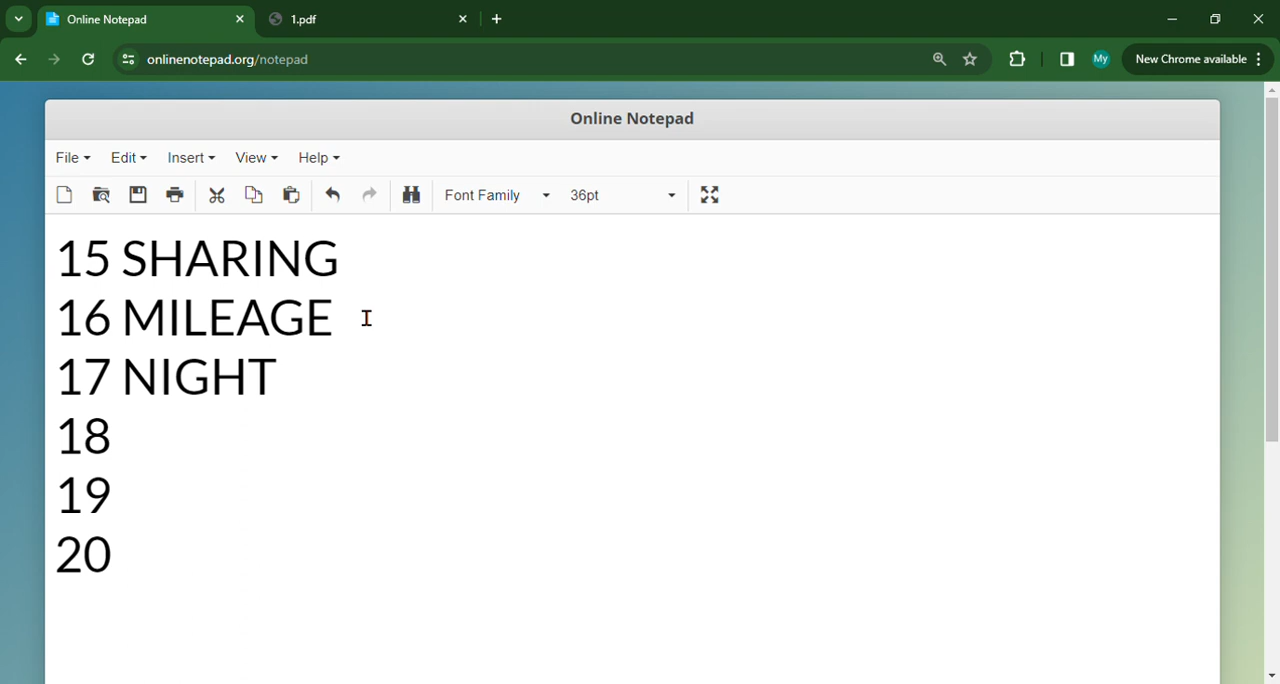 Online Notepad
1.pdf
onlinenotepad.org/notepad
My
New Chrome available
Online Notepad
File Edit Insert View Help
Font Family 36pt
15 SHARING
16 MILEAGE
17 NIGHT
18
19
20